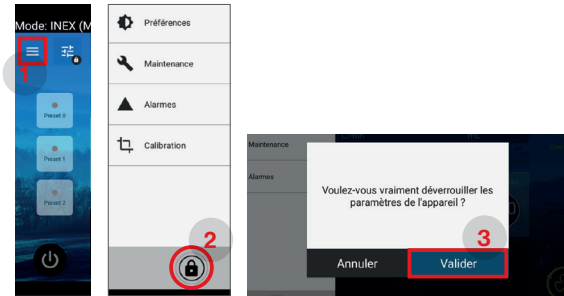 Mode: INEX (M
1
Preset 0
Preset 1
Preset 2
Préférences
Maintenance
Alarmes
Calibration
2
Maintenance
Alarmes
Voulez-vous vraiment déverrouiller les
paramètres de l'appareil ?
3
Annuler
Valider